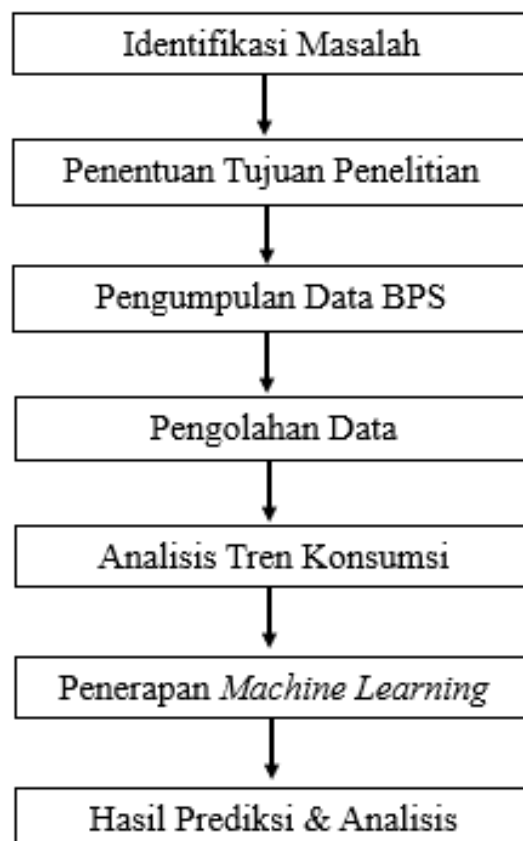 Identifikasi Masalah
Penentuan Tujuan Penelitian
Pengumpulan Data BPS
Pengolahan Data
Analisis Tren Konsumsi
Penerapan Machine Learning
Hasil Prediksi & Analisis